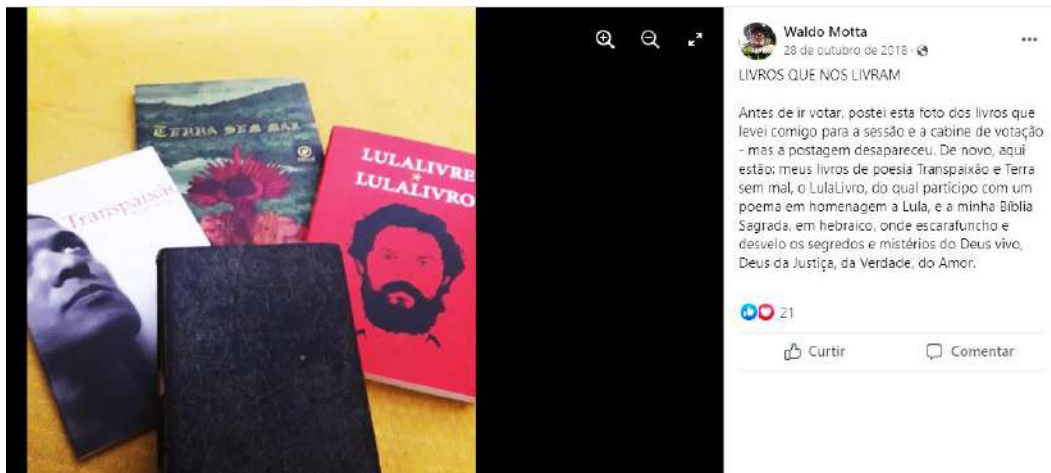 TERRA SEM MAL
LULALIVRE
LULALIVRO
Transpaixão
Waldo Motta
28 de outubro de 2018
LIVROS QUE NOS LIVRAM
Antes de ir votar, postei esta foto dos livros que
levei comigo para a sessão e a cabine de votação
- mas a postagem desapareceu. De novo, aqui
estão: meus livros de poesia Transpaixão e Terra
sem mal, o LulaLivro, do qual participo com um
poema em homenagem a Lula, e a minha Bíblia
Sagrada, em hebraico, onde escarafuncho e
desvelo os segredos e mistérios do Deus vivo,
Deus da Justiça, da Verdade, do Amor.
21
Curtir Comentar